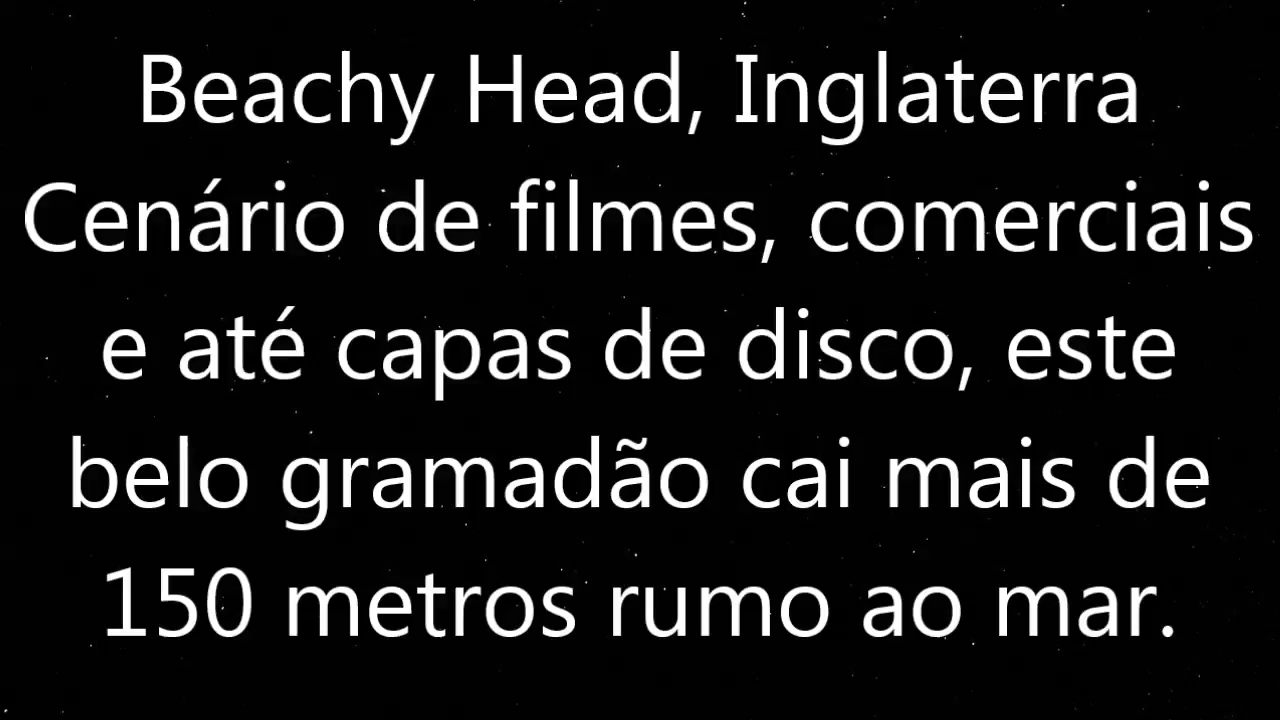 Beachy Head, Inglaterra
Cenário de filmes, comerciais
e até capas de disco, este
belo gramadão cai mais de
150 metros rumo ao mar.